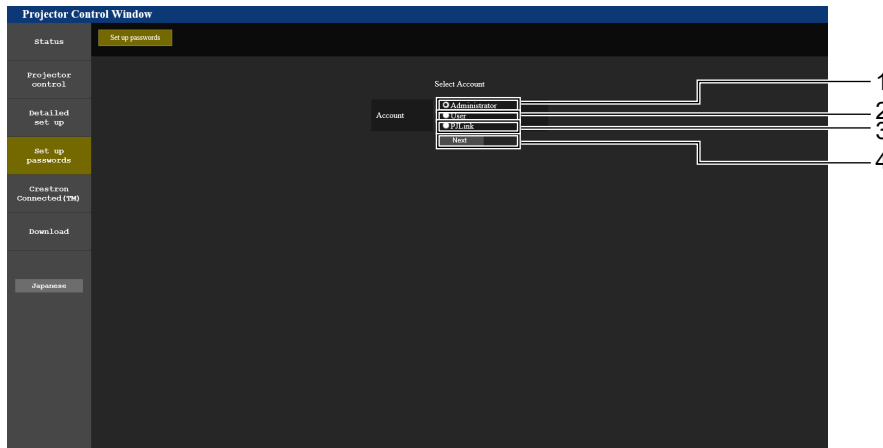 Projector Control Window
Status
Set up passwords
Projector
control
Select Account
1
Administrator
Detailed
set up
Account
User
2
PJLink
3
Next
4
Set up
passwords
Crestron
Connected(TM)
Download
Japanese